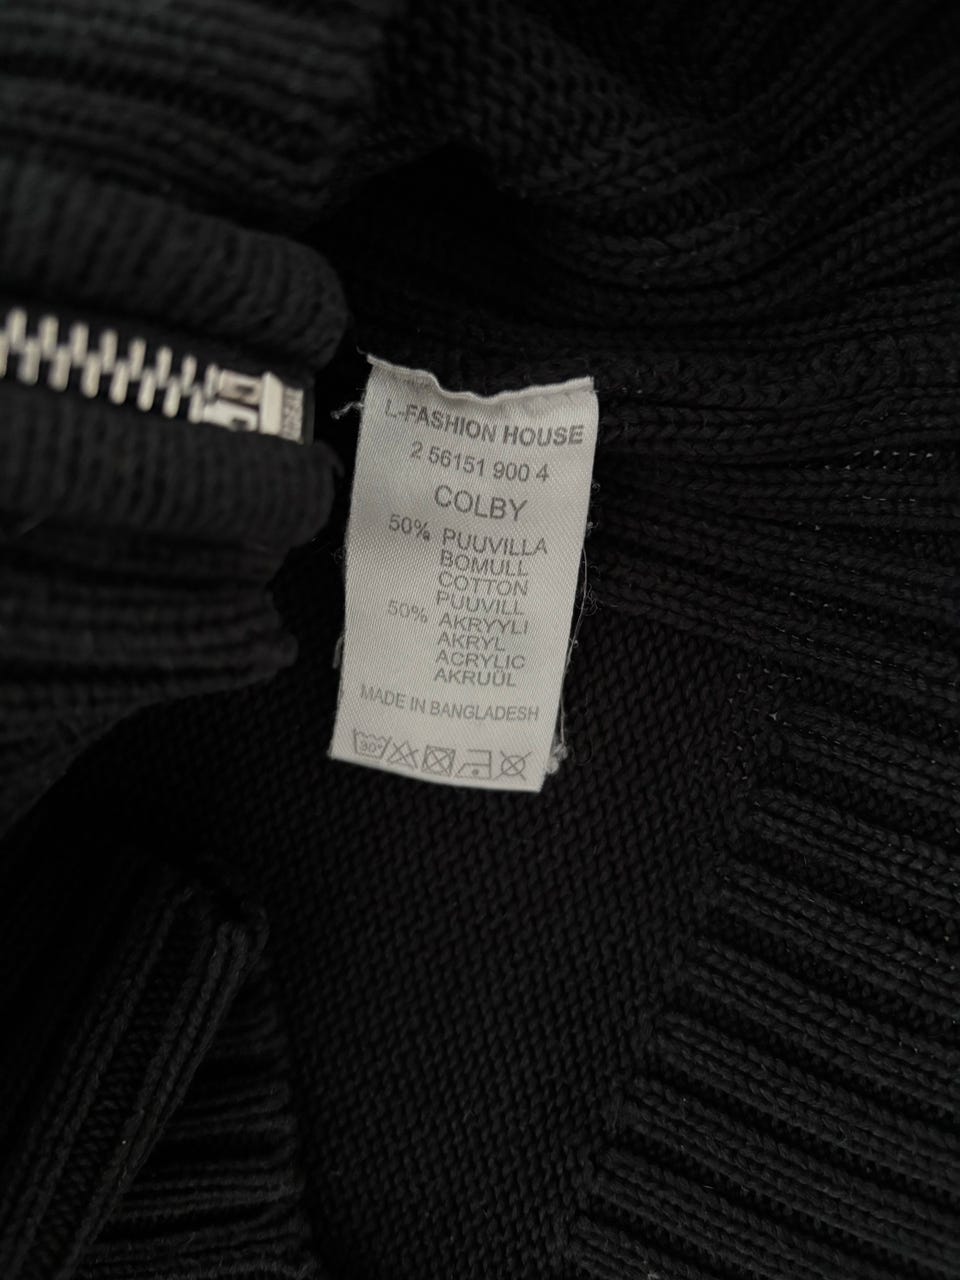 L-FASHION HOUSE
2 56151 900 4
COLBY
50% PUUVILLA
BOMULL
COTTON
PUUVILL
50% AKRYYLI
AKRYL
ACRYLIC
AKRUÜL
MADE IN BANGLADESH
30°